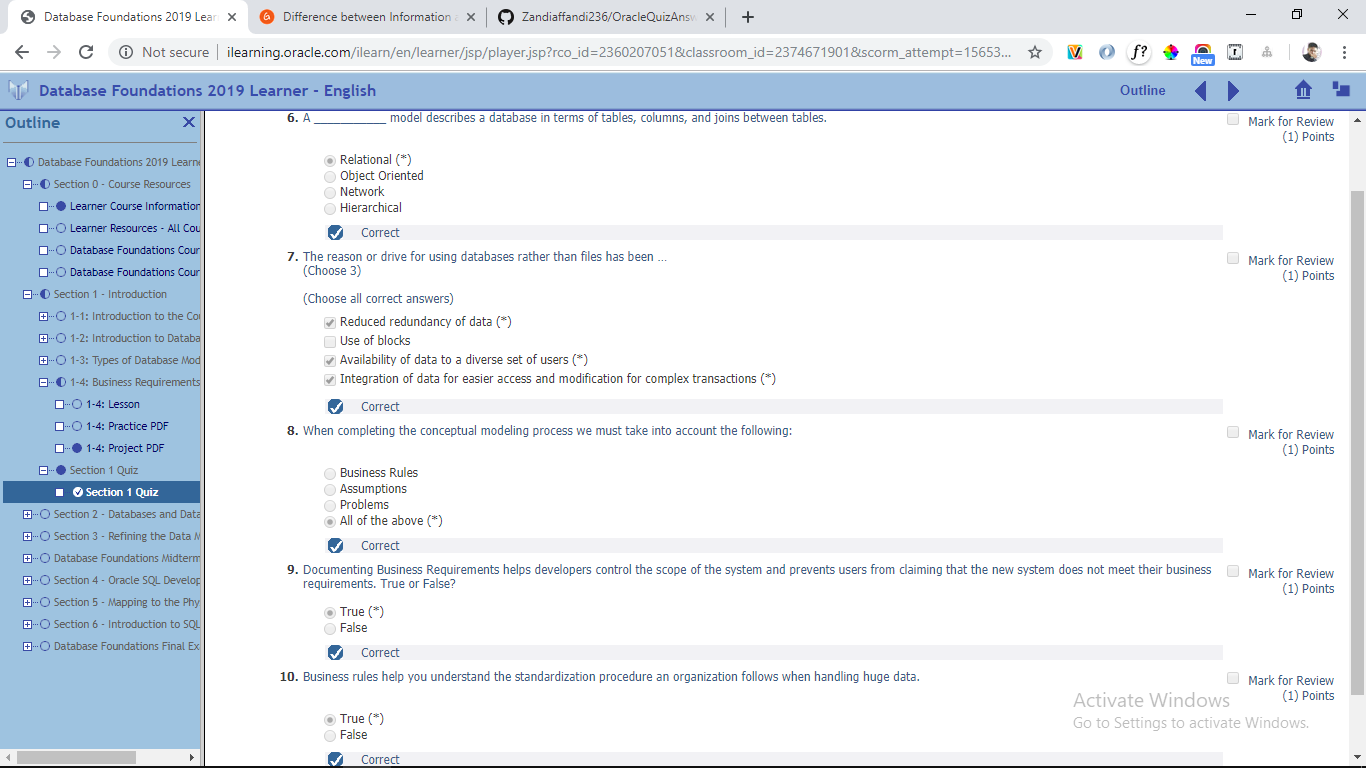 Database Foundations 2019 Lear
Difference between Information a
Zandiaffandi236/OracleQuizAnsw
Not secure
ilearning.oracle.com/ilearn/en/learner/jsp/player.jsp?rco_id=2360207051&classroom_id=2374671901&scorm_attempt=15653...
f?
New
Database Foundations 2019 Learner - English
Outline
Outline
Database Foundations 2019 Learne
Section 0 - Course Resources
Learner Course Information
Learner Resources - All Cou
Database Foundations Cour
Database Foundations Cour
Section 1 - Introduction
1-1: Introduction to the Co
1-2: Introduction to Databa
1-3: Types of Database Mod
1-4: Business Requirements
1-4: Lesson
1-4: Practice PDF
1-4: Project PDF
Section 1 Quiz
Section 1 Quiz
Section 2 - Databases and Data
Section 3 - Refining the Data M
Database Foundations Midterm
Section 4 - Oracle SQL Develop
Section 5 - Mapping to the Phy
Section 6 - Introduction to SQL
Database Foundations Final Ex
6. A ____________ model describes a database in terms of tables, columns, and joins between tables.
Mark for Review
(1) Points
Relational (*)
Object Oriented
Network
Hierarchical
Correct
7. The reason or drive for using databases rather than files has been ...
(Choose 3)
Mark for Review
(1) Points
(Choose all correct answers)
Reduced redundancy of data (*)
Use of blocks
Availability of data to a diverse set of users (*)
Integration of data for easier access and modification for complex transactions (*)
Correct
8. When completing the conceptual modeling process we must take into account the following:
Mark for Review
(1) Points
Business Rules
Assumptions
Problems
All of the above (*)
Correct
9. Documenting Business Requirements helps developers control the scope of the system and prevents users from claiming that the new system does not meet their business
requirements. True or False?
Mark for Review
(1) Points
True (*)
False
Correct
10. Business rules help you understand the standardization procedure an organization follows when handling huge data.
Mark for Review
(1) Points
True (*)
False
Correct
Activate Windows
Go to Settings to activate Windows.